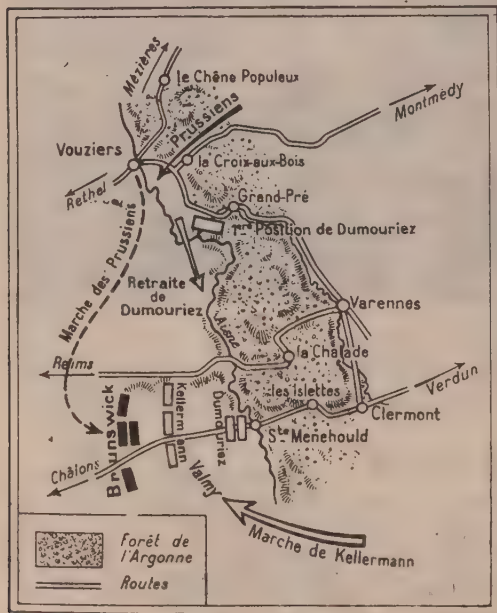 Mézières
le Chêne Populeux
Montmédy
Prussiens
Vouziers
la Croix-aux-Bois
Rethel
Grand-Pré
1ère Position de Dumouriez
Marche des Prussiens
Retraite de
Dumouriez
Aisne
Varennes
la Chalade
Reims
Verdun
les Islettes
Clermont
Ste Menehould
Brunswick
Kellermann
Dumouriez
Châlons
Valmy
Marche de Kellermann
Forêt de
l'Argonne
Routes